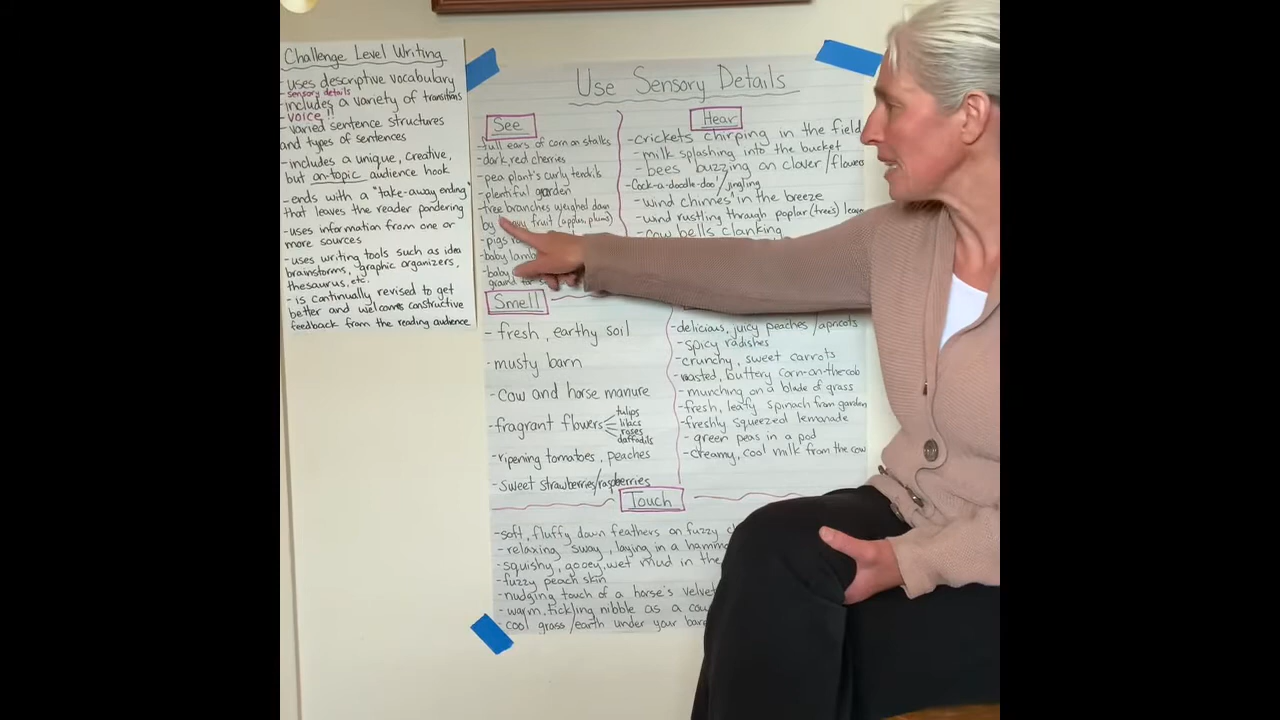 Challenge Level Writing
- uses descriptive vocabulary
- sensory details
- includes a variety of transitions
- VOICE!!
- varied sentence structures
and types of sentences
- includes a unique, creative,
but on-topic audience hook
- ends with a "take-away ending"
that leaves the reader pondering
- uses information from one or
more sources
- uses writing tools such as idea
brainstorms, graphic organizers,
thesaurus, etc.
- is continually revised to get
better and welcomes constructive
feedback from the reading audience
Use Sensory Details
See
- full ears of corn on stalks
- dark, red cherries
- pea plant's curly tendrils
- plentiful garden
- tree branches weighed down
by heavy fruit (apples, plums)
- pigs
- baby
- baby
ground
Hear
- crickets chirping in the field
- milk splashing into the bucket
- bees buzzing on clover/flowers
- Cock-a-doodle-doo!
- wind chimes / jingling in the breeze
- wind rustling through poplar (trees)
- cow bells clanking
Smell
- fresh, earthy soil
- musty barn
- cow and horse manure
- fragrant flowers
tulips
lilacs
roses
daffodils
- ripening tomatoes, peaches
- sweet strawberries/raspberries
- delicious, juicy peaches/apricots
- spicy radishes
- crunchy, sweet carrots
- roasted, buttery corn-on-the-cob
- munching on a blade of grass
- fresh, leafy spinach from garden
- freshly squeezed lemonade
- green peas in a pod
- creamy, cool milk from the cow
Touch
- soft, fluffy down feathers on fuzzy
- relaxing sway, laying in a
- squishy, gooey, wet mud in the
- fuzzy peach skin
- nudging touch of a horse's
- warm, tickling nibble as a
- cool grass/earth under your